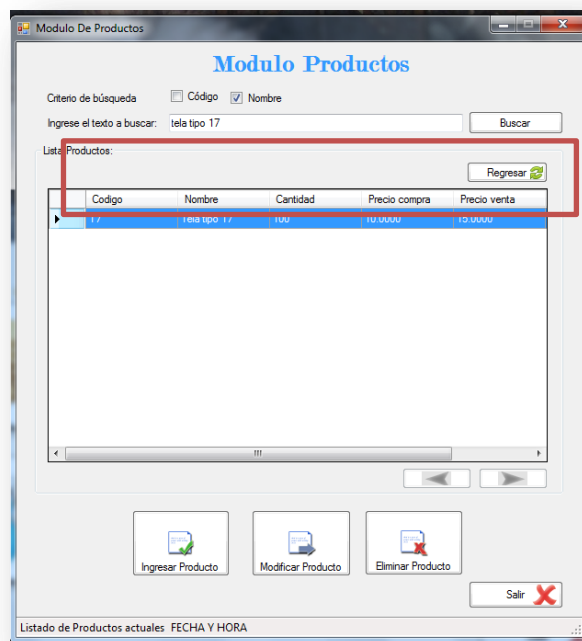 Modulo De Productos
Modulo Productos
Criterio de búsqueda Código Nombre
Ingrese el texto a buscar: tela tipo 17 Buscar
Lista Productos:
Regresar
Codigo Nombre Cantidad Precio compra Precio venta
17 Tela tipo 17 100 10.0000 15.0000
Ingresar Producto Modificar Producto Eliminar Producto
Salir
Listado de Productos actuales FECHA Y HORA